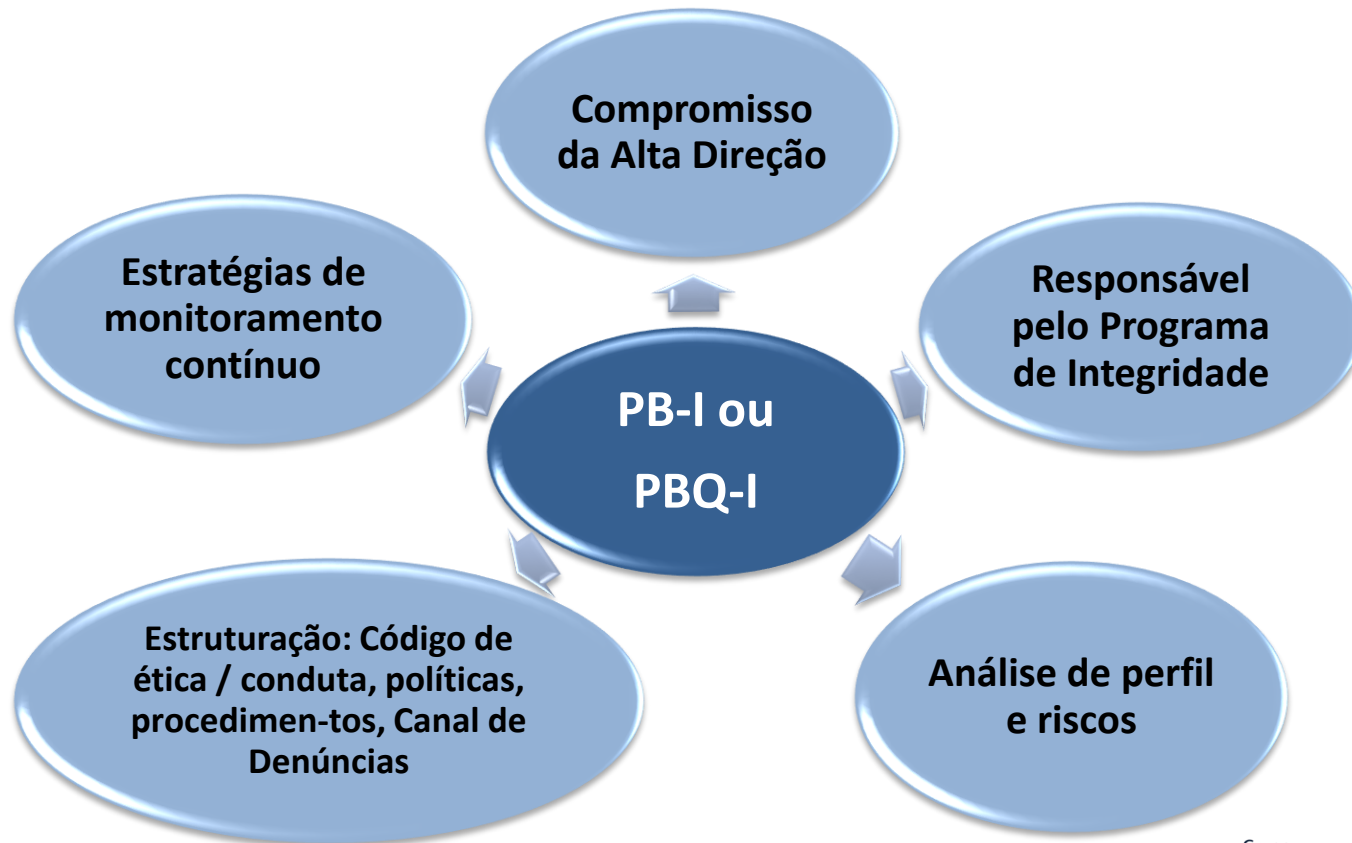 Compromisso
da Alta Direção
Estratégias de
monitoramento
contínuo
Responsável
pelo Programa
de Integridade
PB-I ou
PBQ-I
Estruturação: Código de
ética / conduta, políticas,
procedimen-tos, Canal de
Denúncias
Análise de perfil
e riscos